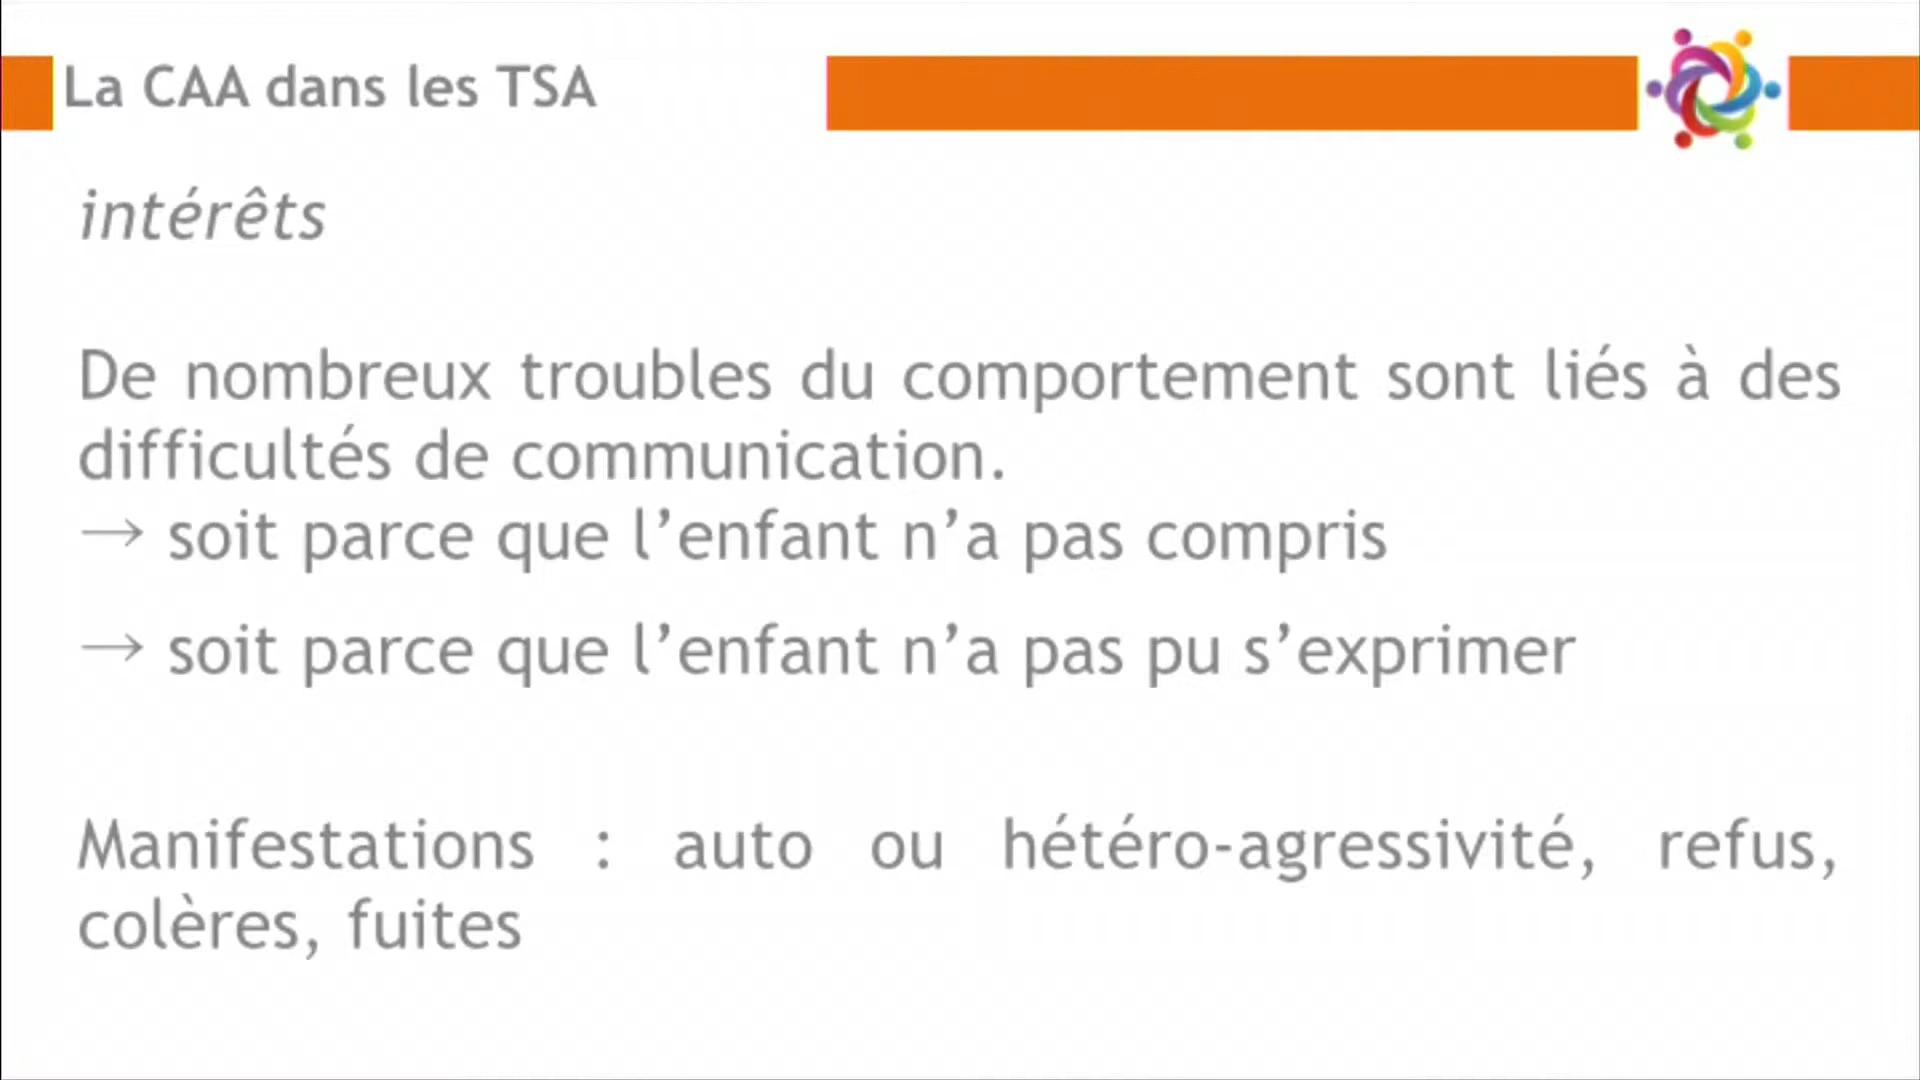 La CAA dans les TSA
intérêts
De nombreux troubles du comportement sont liés à des
difficultés de communication.
→ soit parce que l’enfant n’a pas compris
→ soit parce que l’enfant n’a pas pu s’exprimer
Manifestations : auto ou hétéro-agressivité, refus,
colères, fuites